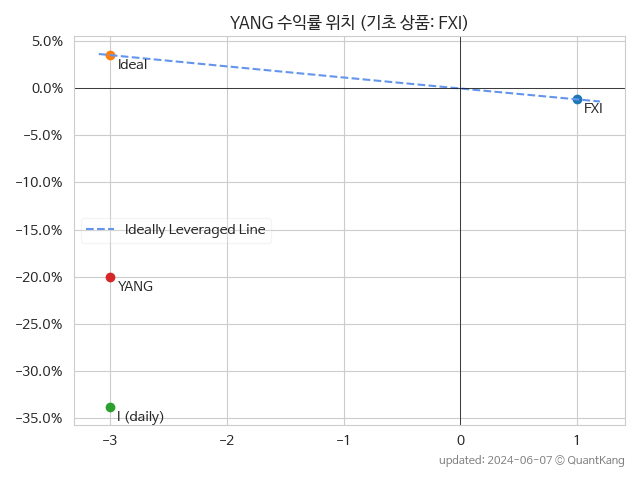 YANG 수익률 위치 (기초 상품: FXI)
5.0%
0.0%
-5.0%
-10.0%
-15.0%
-20.0%
-25.0%
-30.0%
-35.0%
Ideal
FXI
Ideally Leveraged Line
YANG
I (daily)
-3
-2
-1
0
1
updated: 2024-06-07 © QuantKang